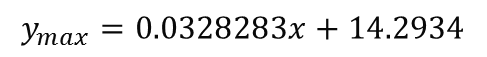 y_max = 0.0328283x + 14.2934